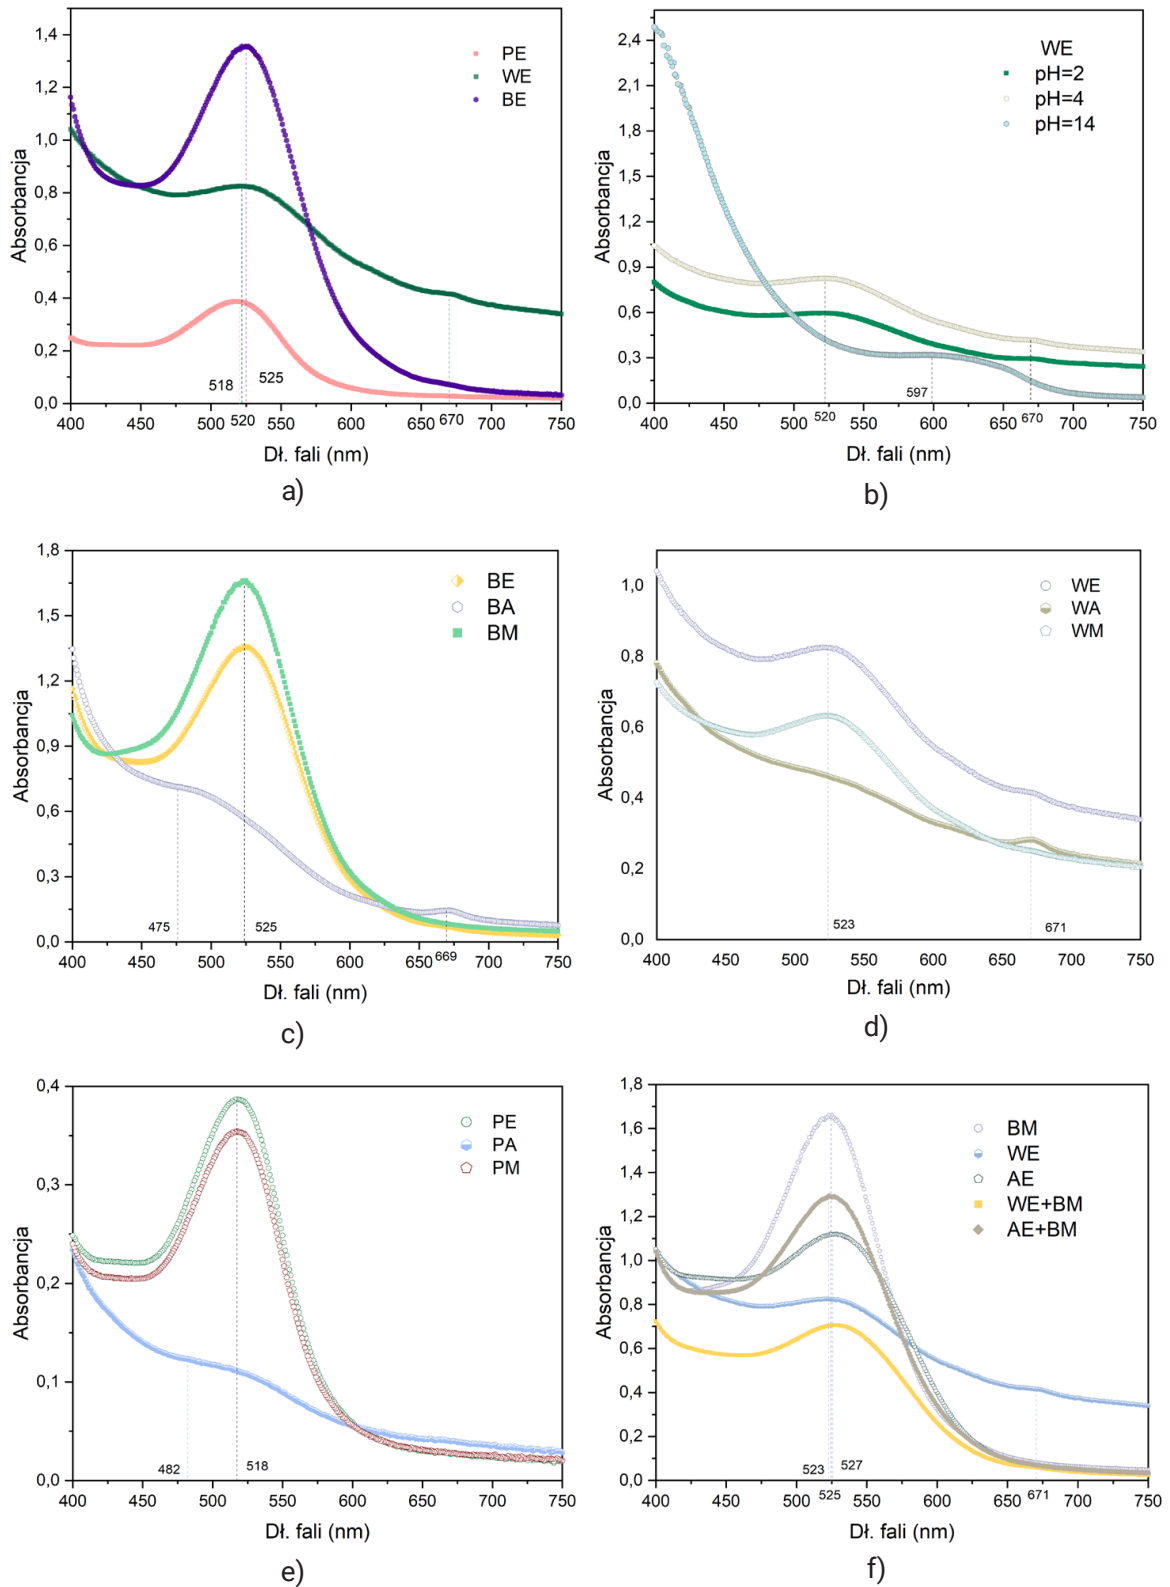 1,4
1,2
1,0
0,8
0,6
0,4
0,2
0,0
Absorbancja
PE
WE
BE
518
525
400 450 500 520 550 600 650 670 700 750
Dł. fali (nm)
a)
2,4
2,1
1,8
1,5
1,2
0,9
0,6
0,3
0,0
Absorbancja
WE
pH=2
pH=4
pH=14
597
400 450 500 520 550 600 650 670 700 750
Dł. fali (nm)
b)
1,8
1,5
1,2
0,9
0,6
0,3
0,0
Absorbancja
BE
BA
BM
475
525
400 450 500 550 600 650 669 700 750
Dł. fali (nm)
c)
1,0
0,8
0,6
0,4
0,2
0,0
Absorbancja
WE
WA
WM
523
671
400 450 500 550 600 650 700 750
Dł. fali (nm)
d)
0,4
0,3
0,2
0,1
0,0
Absorbancja
PE
PA
PM
482
518
400 450 500 550 600 650 700 750
Dł. fali (nm)
e)
1,8
1,6
1,4
1,2
1,0
0,8
0,6
0,4
0,2
0,0
Absorbancja
BM
WE
AE
WE+BM
AE+BM
523
527
400 450 500 525 550 600 650 671 700 750
Dł. fali (nm)
f)